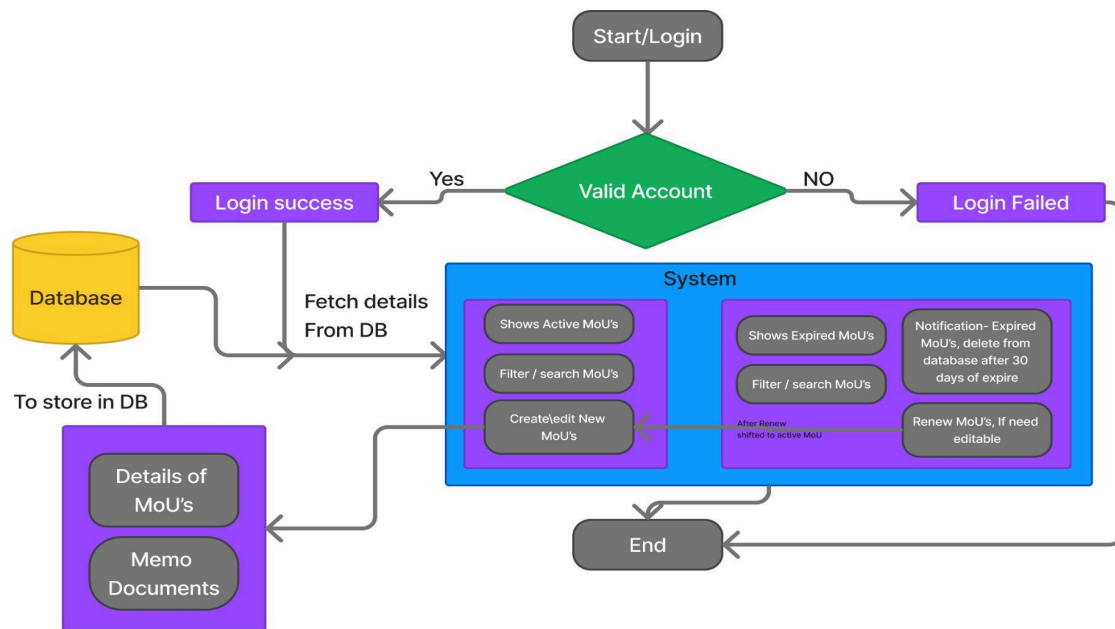 Start/Login
Valid Account
Yes
NO
Login success
Login Failed
Database
Fetch details
From DB
To store in DB
System
Shows Active MoU's
Filter / search MoU's
Create\edit New
MoU's
Shows Expired MoU's
Filter / search MoU's
Notification- Expired
MoU's, delete from
database after 30
days of expire
After Renew
shifted to active MoU
Renew MoU's, If need
editable
Details of
MoU's
Memo
Documents
End